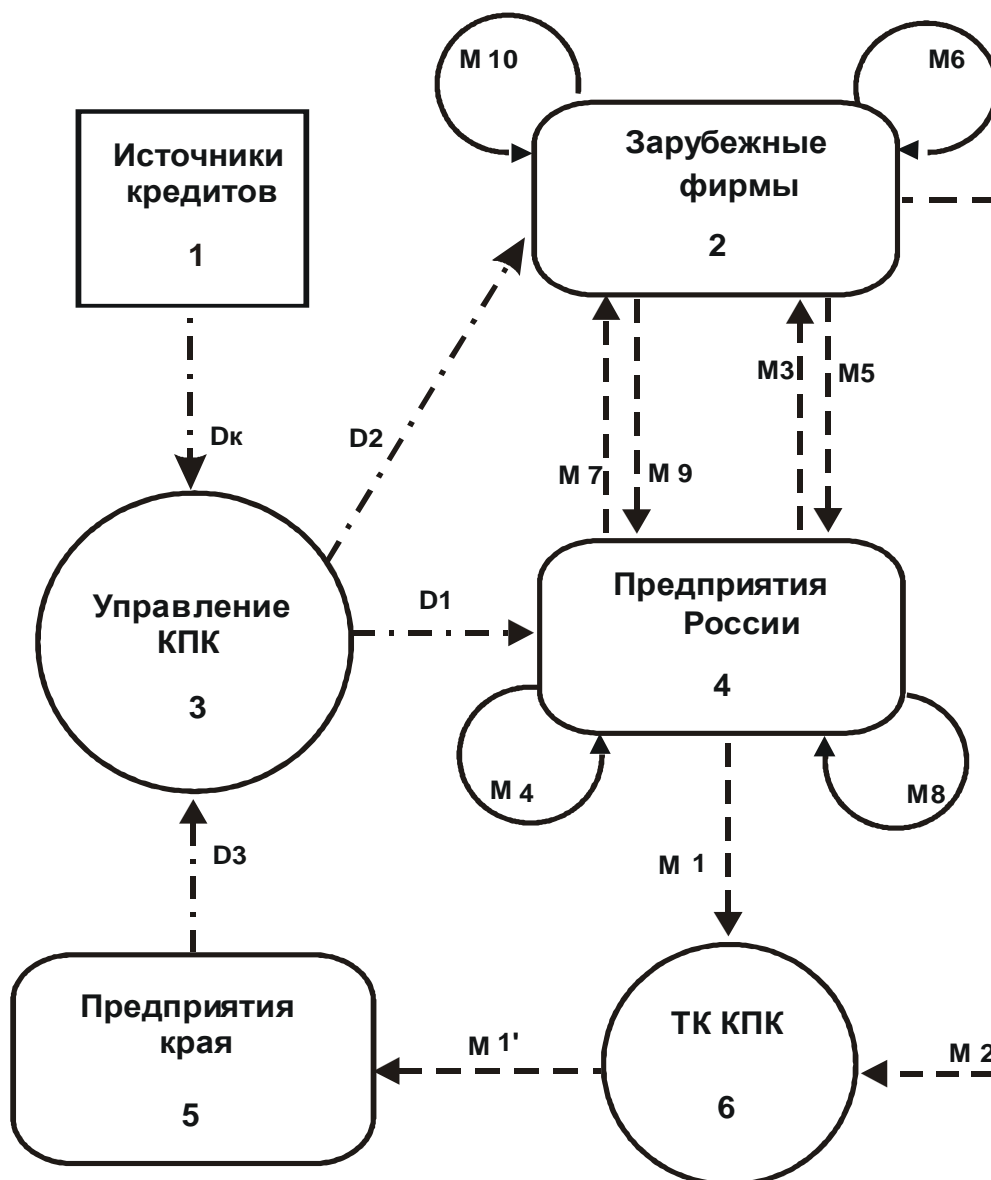 М 10
М6
Источники
кредитов
1
Зарубежные
фирмы
2
Dк
D2
М 7
М 9
М3
М5
Управление
КПК
3
D1
Предприятия
России
4
М 4
М8
D3
М 1
Предприятия
края
5
М 1'
ТК КПК
6
М 2